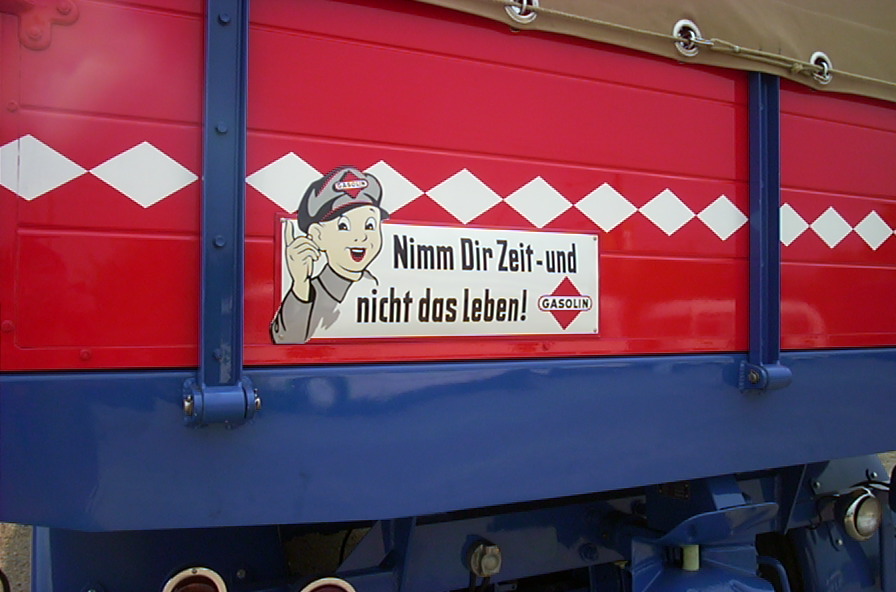 GASOLIN
Nimm Dir Zeit-und
nicht das Leben!
GASOLIN